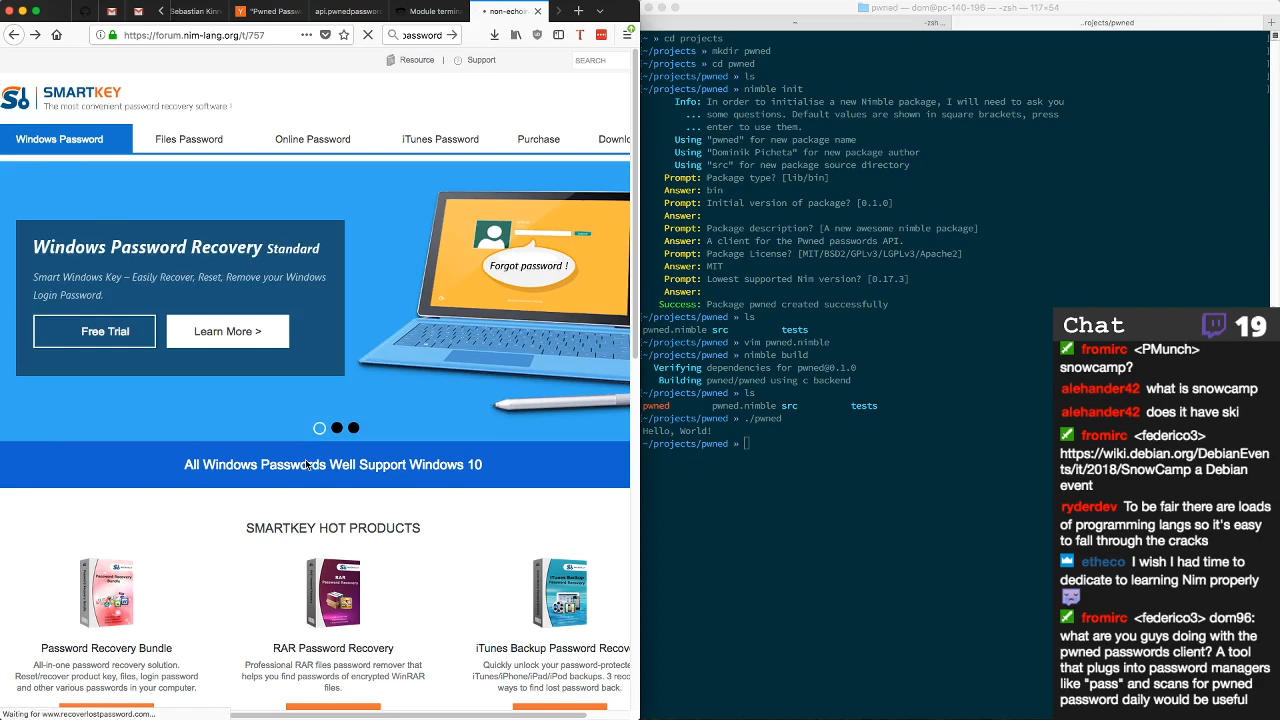 Sebastian Kinne
"Pwned Passw
api.pwnedpassword
Module termina
non-echoin
https://forum.nim-lang.org/t/757
password
Resource
Support
SEARCH
SMARTKEY
The most convenient password recovery software !
Windows Password
Files Password
Online Password
iTunes Password
Purchase
Downlo
Windows Password Recovery Standard
Smart Windows Key – Easily Recover, Reset, Remove your Windows
Login Password.
Free Trial
Learn More >
Forgot password !
All Windows Passwords Well Support Windows 10
SMARTKEY HOT PRODUCTS
Password Recovery Bundle
All-in-one password recovery solution.
Reset/recover product key, files, login password
and other various passwords in your computer.
RAR Password Recovery
Professional RAR files password remover that
helps you find passwords of encrypted WinRAR
files.
iTunes Backup Password Recov
Quickly unlock your password-protecte
iTunes/iPhone/iPad/iPod backups. 3 reco
ways to find lost password back.
Waiting for www.recoverlostpassword.com...
pwned — dom@pc-140-196 — -zsh — 117×54
~
-zsh ...
..rojects/pwned
~ » cd projects
~/projects » mkdir pwned
~/projects » cd pwned
~/projects/pwned » ls
~/projects/pwned » nimble init
Info: In order to initialise a new Nimble package, I will need to ask you
... some questions. Default values are shown in square brackets, press
... enter to use them.
Using "pwned" for new package name
Using "Dominik Picheta" for new package author
Using "src" for new package source directory
Prompt: Package type? [lib/bin]
Answer: bin
Prompt: Initial version of package? [0.1.0]
Answer:
Prompt: Package description? [A new awesome nimble package]
Answer: A client for the Pwned passwords API.
Prompt: Package License? [MIT/BSD2/GPLv3/LGPLv3/Apache2]
Answer: MIT
Prompt: Lowest supported Nim version? [0.17.3]
Answer:
Success: Package pwned created successfully
~/projects/pwned » ls
pwned.nimble src tests
~/projects/pwned » vim pwned.nimble
~/projects/pwned » nimble build
Verifying dependencies for pwned@0.1.0
Building pwned/pwned using c backend
~/projects/pwned » ls
pwned pwned.nimble src tests
~/projects/pwned » ./pwned
Hello, World!
~/projects/pwned »
Chat
19
fromirc <PMunch>
snowcamp?
alehander42 what is snowcamp
alehander42 does it have ski
fromirc <federico3>
https://wiki.debian.org/DebianEven
ts/it/2018/SnowCamp a Debian
event
ryderdev To be fair there are loads
of programming langs so it's easy
to fall through the cracks
etheco I wish I had time to
dedicate to learning Nim properly
fromirc <federico3> dom96:
what are you guys doing with the
pwned passwords client? A tool
that plugs into password managers
like "pass" and scans for pwned
password daily would be useful